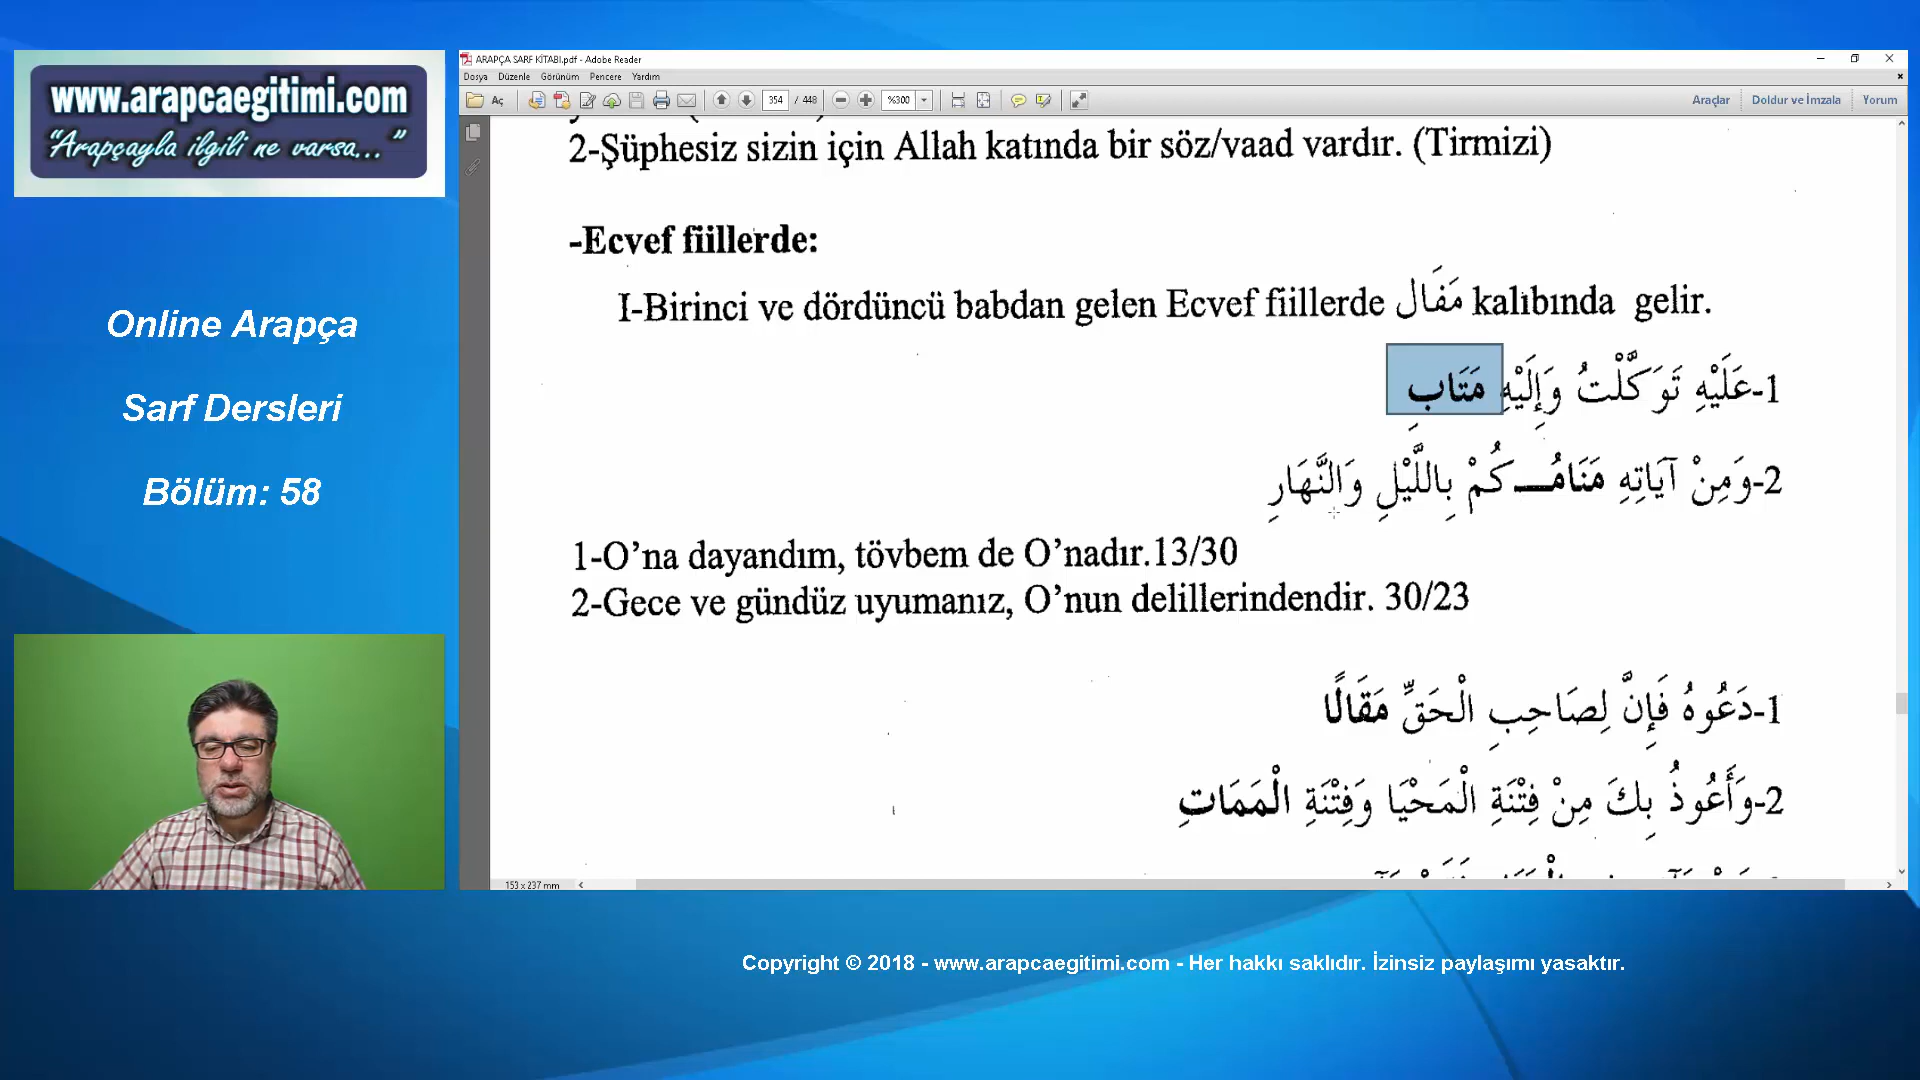 www.arapcaegitimi.com
"Arapçayla ilgili ne varsa..."
Online Arapça
Sarf Dersleri
Bölüm: 58
ARAPÇA SARF KİTABI.pdf - Adobe Reader
Dosya Düzenle Görünüm Pencere Yardım
Aç 354 / 448 %300 Araçlar Doldur ve İmzala Yorum
2-Şüphesiz sizin için Allah katında bir söz/vaad vardır. (Tirmizi)
-Ecvef fiillerde:
I-Birinci ve dördüncü babdan gelen Ecvef fiillerde مَفَال kalıbında gelir.
1-عَلَيْهِ تَوَكَّلْتُ وَإِلَيْهِ مَتَابِ
2-وَمِنْ آيَاتِهِ مَنَامُـــكُمْ بِاللَّيْلِ وَالنَّهَارِ
1-O’na dayandım, tövbem de O’nadır.13/30
2-Gece ve gündüz uyumanız, O’nun delillerindendir. 30/23
1-دَعُوهُ فَإِنَّ لِصَاحِبِ الْحَقِّ مَقَالًا
2-وَأَعُوذُ بِكَ مِنْ فِتْنَةِ الْمَحْيَا وَفِتْنَةِ الْمَمَاتِ
153 x 237 mm
Copyright © 2018 - www.arapcaegitimi.com - Her hakkı saklıdır. İzinsiz paylaşımı yasaktır.